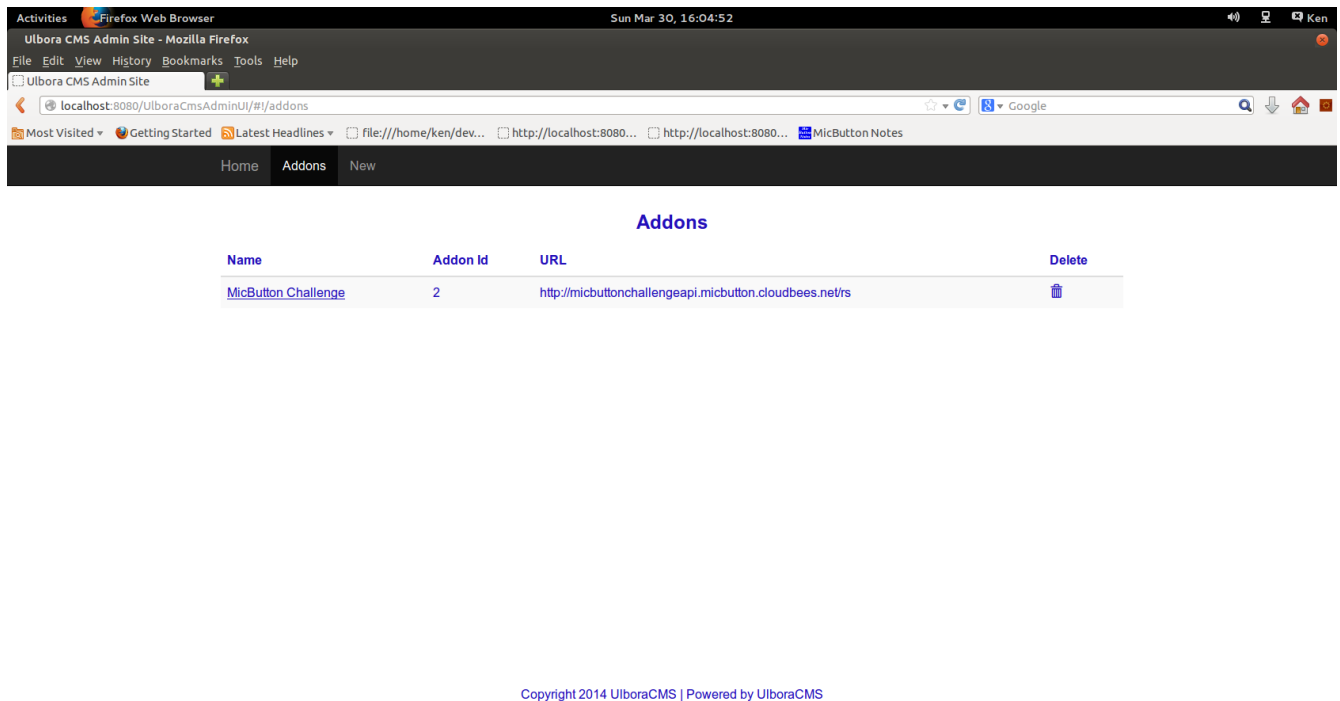 Activities Firefox Web Browser Sun Mar 30, 16:04:52 Ken
Ulbora CMS Admin Site - Mozilla Firefox
File Edit View History Bookmarks Tools Help
Ulbora CMS Admin Site
localhost:8080/UlboraCmsAdminUI/#!/addons Google
Most Visited Getting Started Latest Headlines file:///home/ken/dev... http://localhost:8080... http://localhost:8080... MicButton Notes
Home Addons New
Addons
Name Addon Id URL Delete
MicButton Challenge 2 http://micbuttonchallengeapi.micbutton.cloudbees.net/rs
Copyright 2014 UlboraCMS | Powered by UlboraCMS